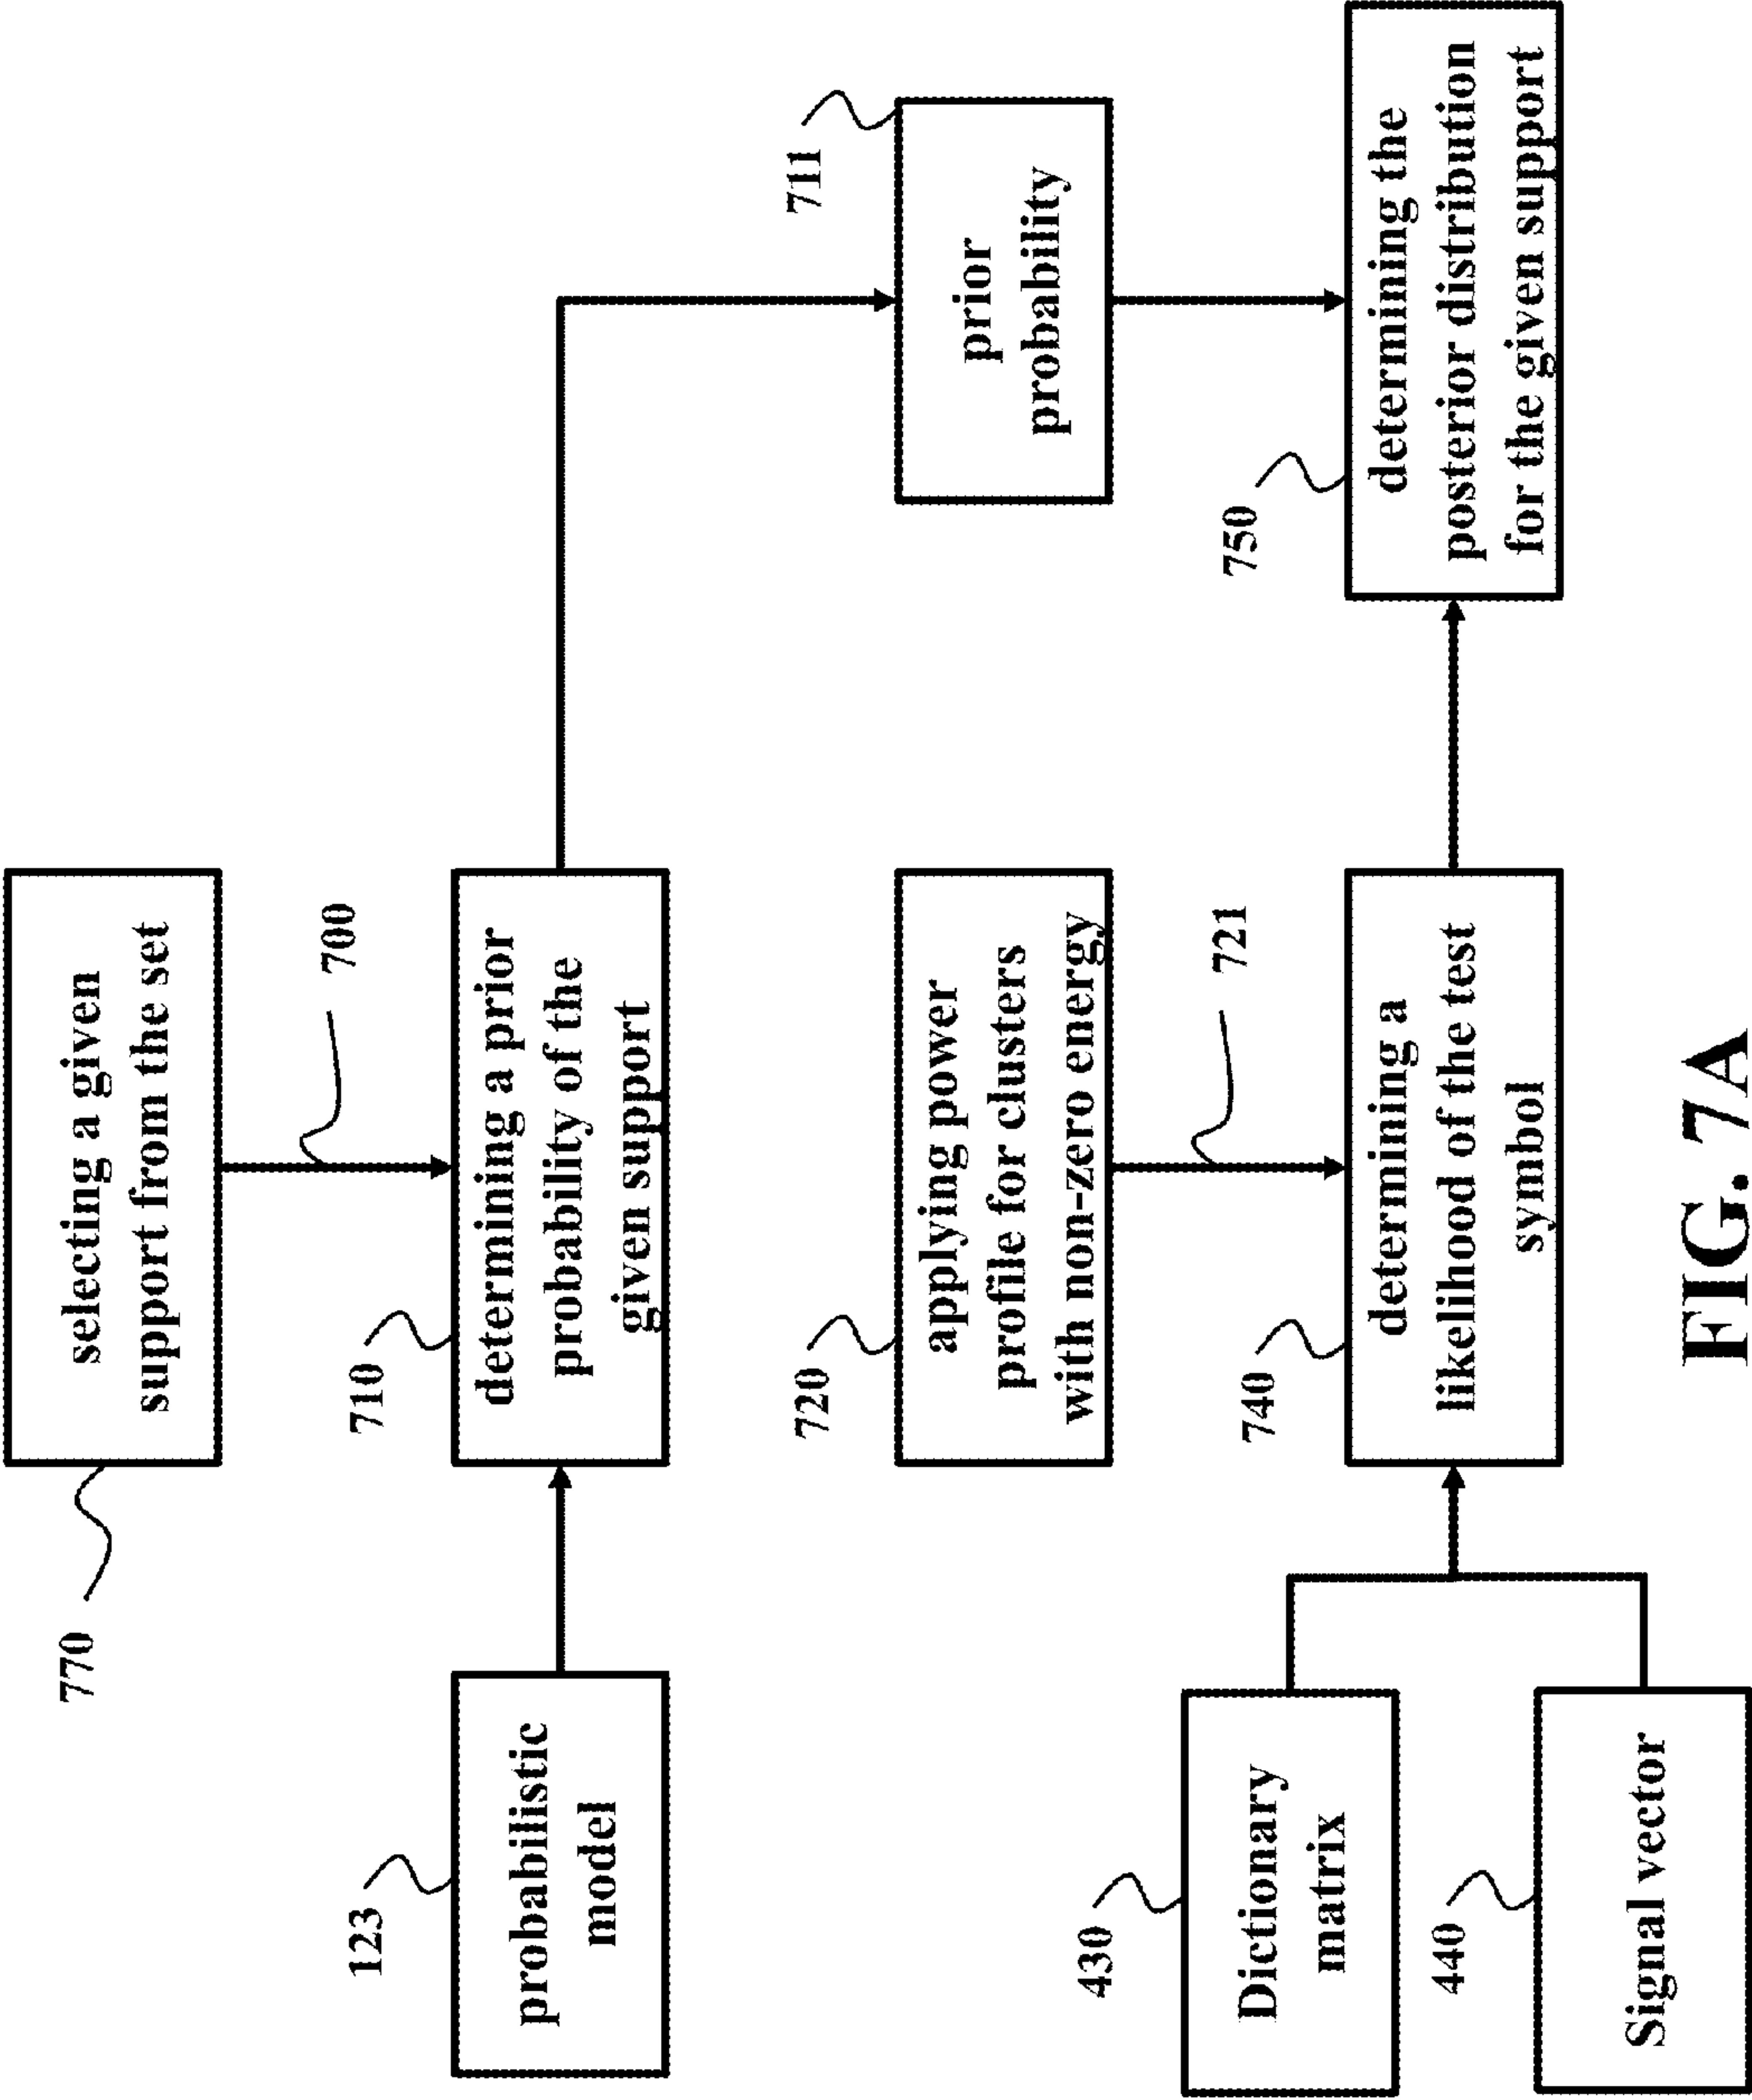 770
selecting a given
support from the set
700
123
probabilistic
model
710
determining a prior
probability of the
given support
711
prior
probability
720
applying power
profile for clusters
with non-zero energy
721
430
Dictionary
matrix
440
Signal vector
740
determining a
likelihood of the test
symbol
750
determining the
posterior distribution
for the given support
FIG. 7A